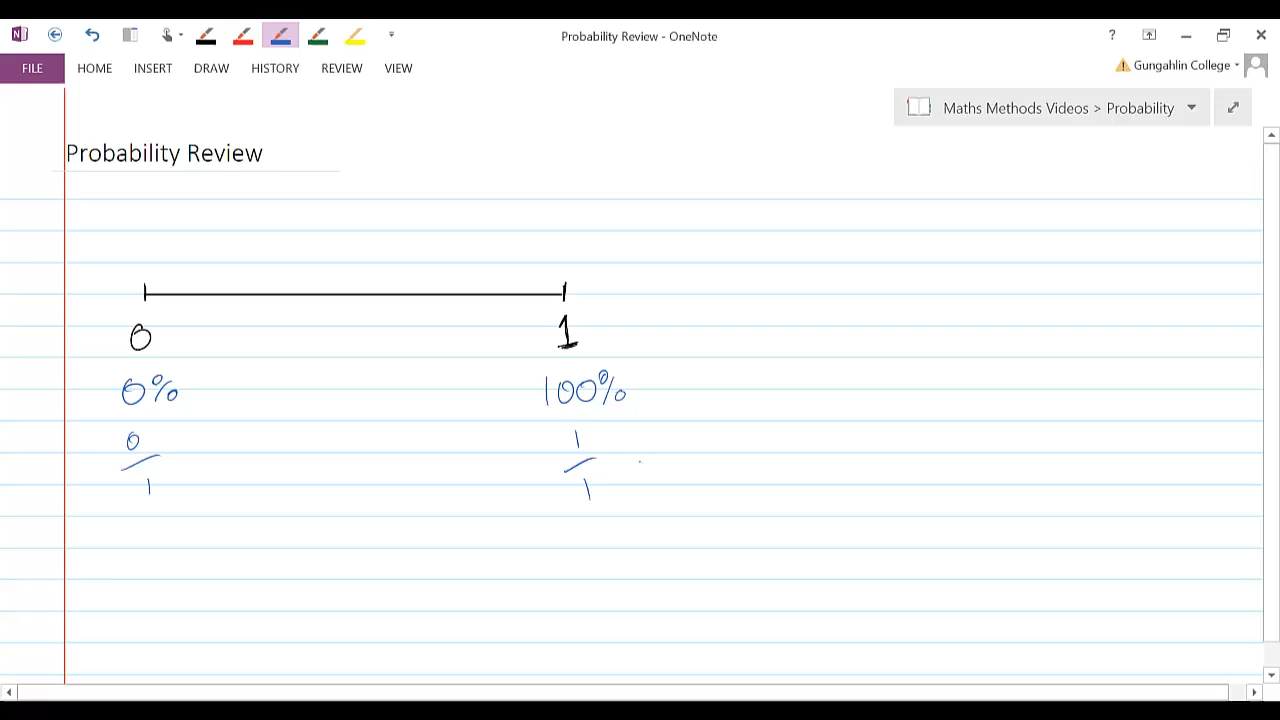 Probability Review - OneNote
?
FILE HOME INSERT DRAW HISTORY REVIEW VIEW
Gungahlin College
Maths Methods Videos > Probability
Probability Review
0 1
0% 100%
0/1 1/1